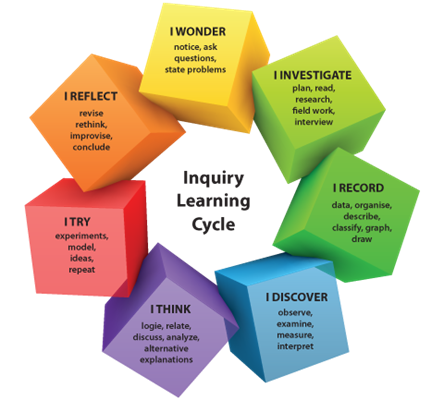 Inquiry
Learning
Cycle
I WONDER
notice, ask
questions,
state problems
I INVESTIGATE
plan, read,
research,
field work,
interview
I RECORD
data, organise,
describe,
classify, graph,
draw
I DISCOVER
observe,
examine,
measure,
interpret
I THINK
logie, relate,
discuss, analyze,
alternative
explanations
I TRY
experiments,
model,
ideas,
repeat
I REFLECT
revise
rethink,
improvise,
conclude